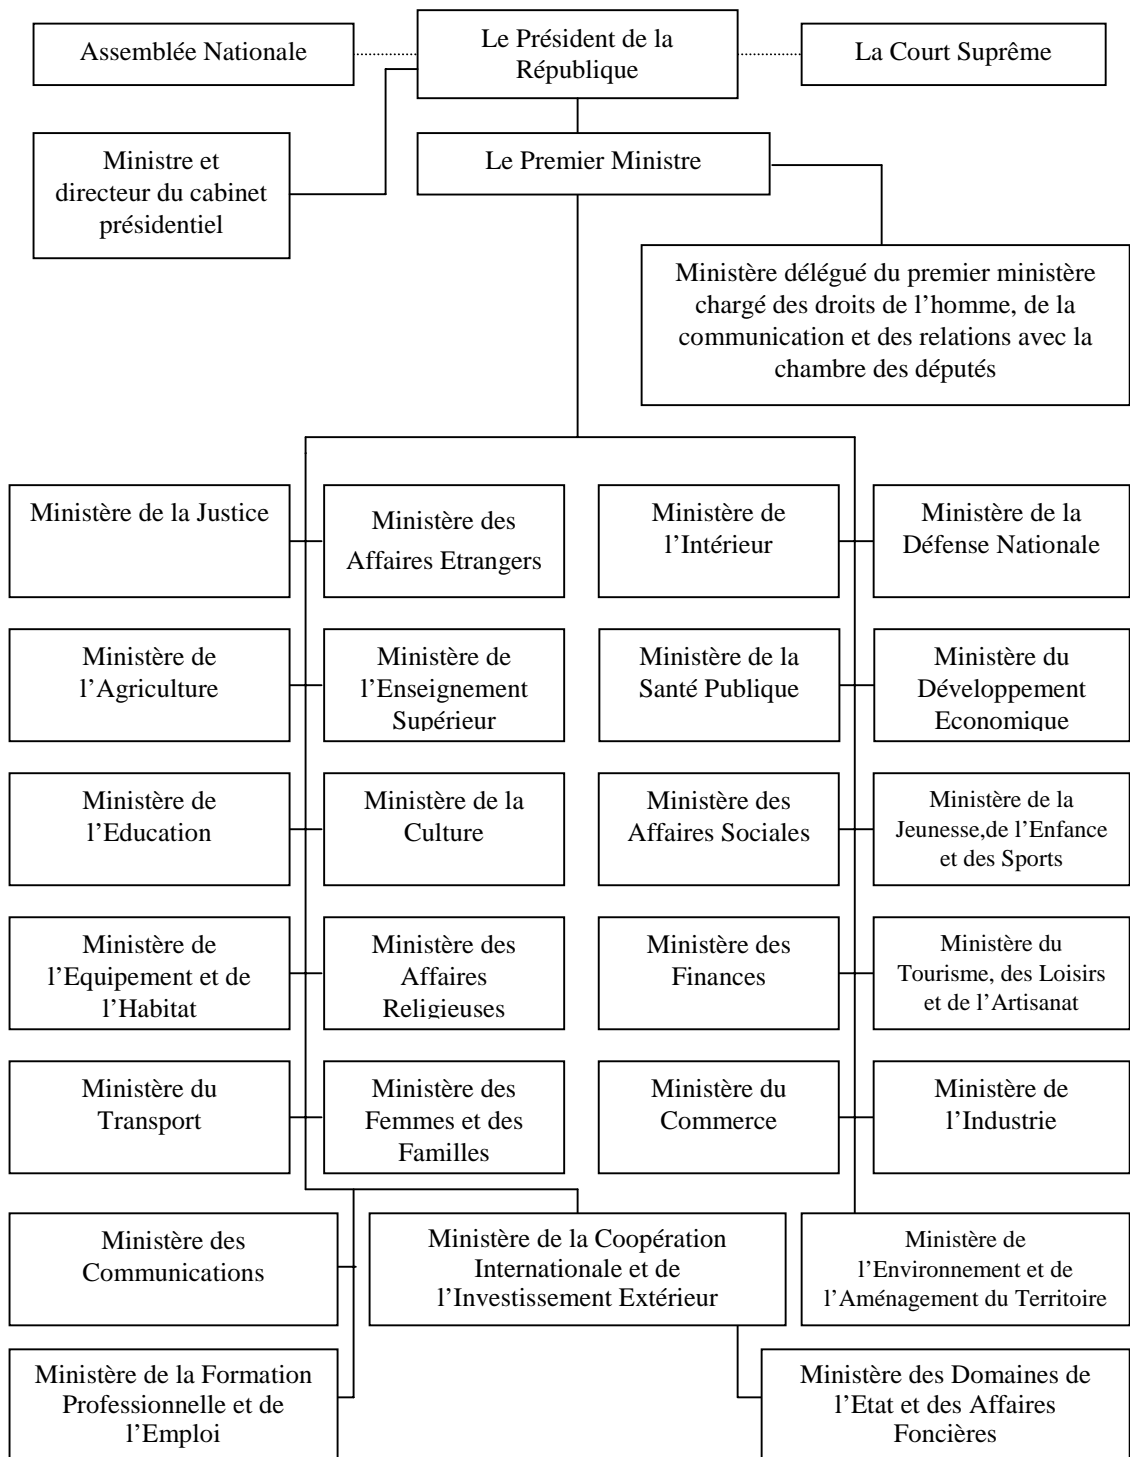 Assemblée Nationale
Le Président de la
République
La Court Suprême
Ministre et
directeur du cabinet
présidentiel
Le Premier Ministre
Ministère délégué du premier ministère
chargé des droits de l’homme, de la
communication et des relations avec la
chambre des députés
Ministère de la Justice
Ministère des
Affaires Etrangers
Ministère de
l’Intérieur
Ministère de la
Défense Nationale
Ministère de
l’Agriculture
Ministère de
l’Enseignement
Supérieur
Ministère de la
Santé Publique
Ministère du
Développement
Economique
Ministère de
l’Education
Ministère de la
Culture
Ministère des
Affaires Sociales
Ministère de la
Jeunesse,de l’Enfance
et des Sports
Ministère de
l’Equipement et de
l’Habitat
Ministère des
Affaires
Religieuses
Ministère des
Finances
Ministère du
Tourisme, des Loisirs
et de l’Artisanat
Ministère du
Transport
Ministère des
Femmes et des
Familles
Ministère du
Commerce
Ministère de
l’Industrie
Ministère des
Communications
Ministère de la Coopération
Internationale et de
l’Investissement Extérieur
Ministère de
l’Environnement et de
l’Aménagement du Territoire
Ministère de la Formation
Professionnelle et de
l’Emploi
Ministère des Domaines de
l’Etat et des Affaires
Foncières